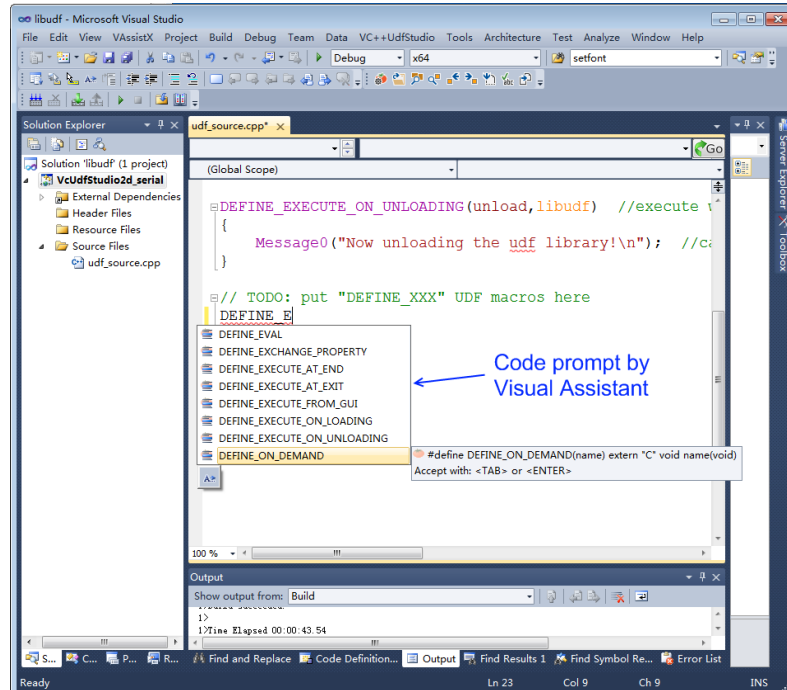 libudf - Microsoft Visual Studio
File Edit View VAssistX Project Build Debug Team Data VC++UdfStudio Tools Architecture Test Analyze Window Help
Debug x64 setfont
Solution Explorer
udf_source.cpp*
Go
Solution 'libudf' (1 project)
(Global Scope)
VcUdfStudio2d_serial
External Dependencies
Header Files
Resource Files
Source Files
udf_source.cpp
DEFINE_EXECUTE_ON_UNLOADING(unload,libudf) //execute
{
Message0("Now unloading the udf library!\n"); //ca
}
// TODO: put "DEFINE_XXX" UDF macros here
DEFINE_E
DEFINE_EVAL
DEFINE_EXCHANGE_PROPERTY
DEFINE_EXECUTE_AT_END
DEFINE_EXECUTE_AT_EXIT
DEFINE_EXECUTE_FROM_GUI
DEFINE_EXECUTE_ON_LOADING
DEFINE_EXECUTE_ON_UNLOADING
DEFINE_ON_DEMAND
Code prompt by
Visual Assistant
#define DEFINE_ON_DEMAND(name) extern "C" void name(void)
Accept with: <TAB> or <ENTER>
100 %
Output
Show output from: Build
1>
1>Time Elapsed 00:00:43.54
S... C... P... R... Find and Replace Code Definition... Output Find Results 1 Find Symbol Re... Error List
Ready Ln 23 Col 9 Ch 9 INS
Server Explorer
Toolbox